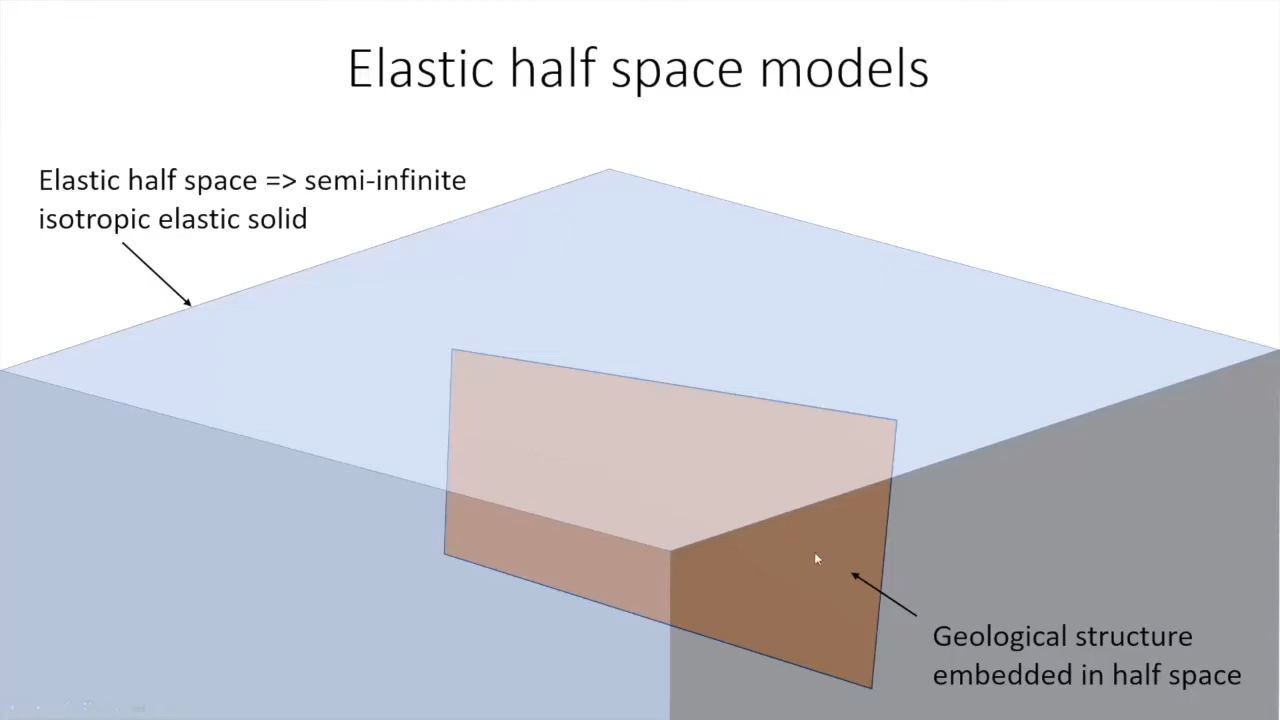 Elastic half space models
Elastic half space => semi-infinite
isotropic elastic solid
Geological structure
embedded in half space